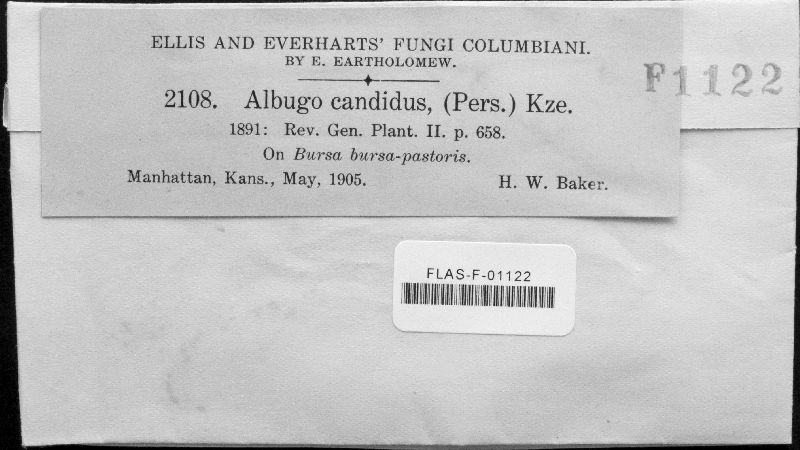 ELLIS AND EVERHARTS' FUNGI COLUMBIANI.
BY E. EARTHOLOMEW.
2108. Albugo candidus, (Pers.) Kze.
1891: Rev. Gen. Plant. II. p. 658.
On Bursa bursa-pastoris.
Manhattan, Kans., May, 1905. H. W. Baker.
F1122
FLAS-F-01122